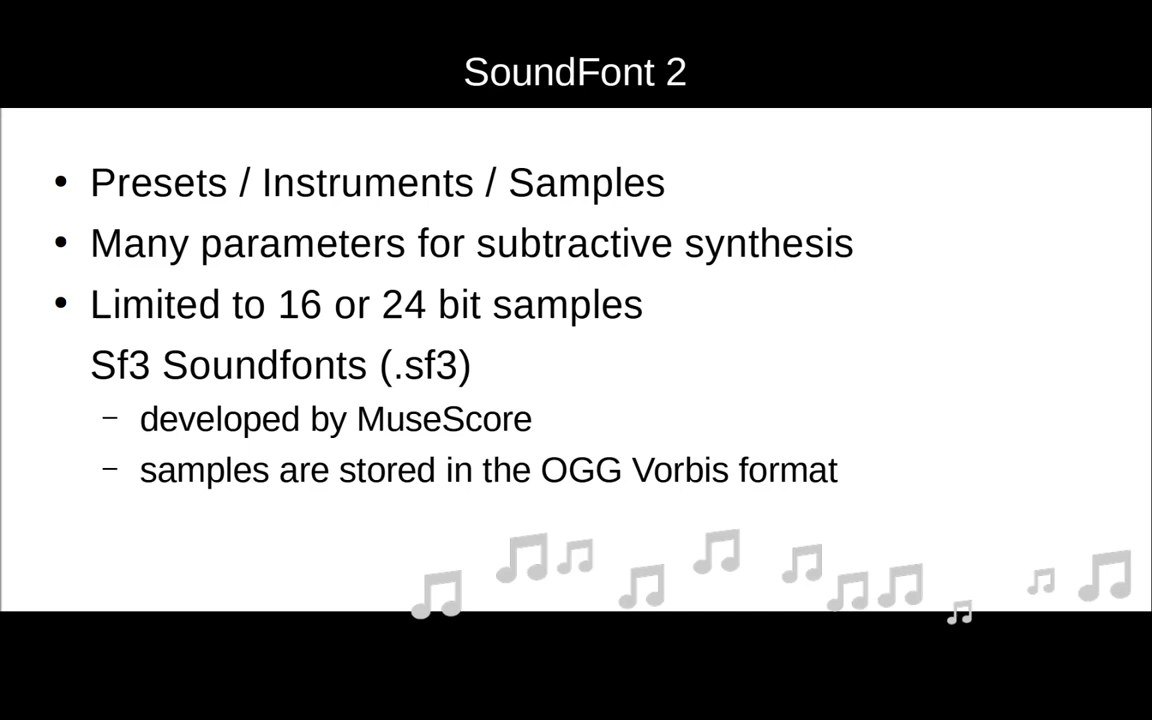 SoundFont 2
• Presets / Instruments / Samples
• Many parameters for subtractive synthesis
• Limited to 16 or 24 bit samples
Sf3 Soundfonts (.sf3)
– developed by MuseScore
– samples are stored in the OGG Vorbis format